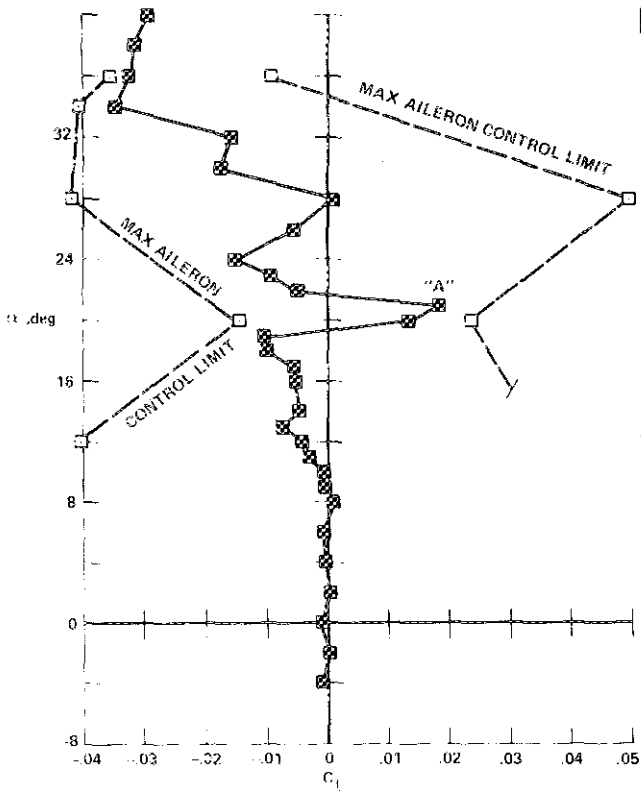 MAX AILERON CONTROL LIMIT
32
MAX AILERON
24
"A"
α ,deg
CONTROL LIMIT
16
8
0
-8
-.04 -.03 -.02 -.01 0 .01 .02 .03 .04 .05
C